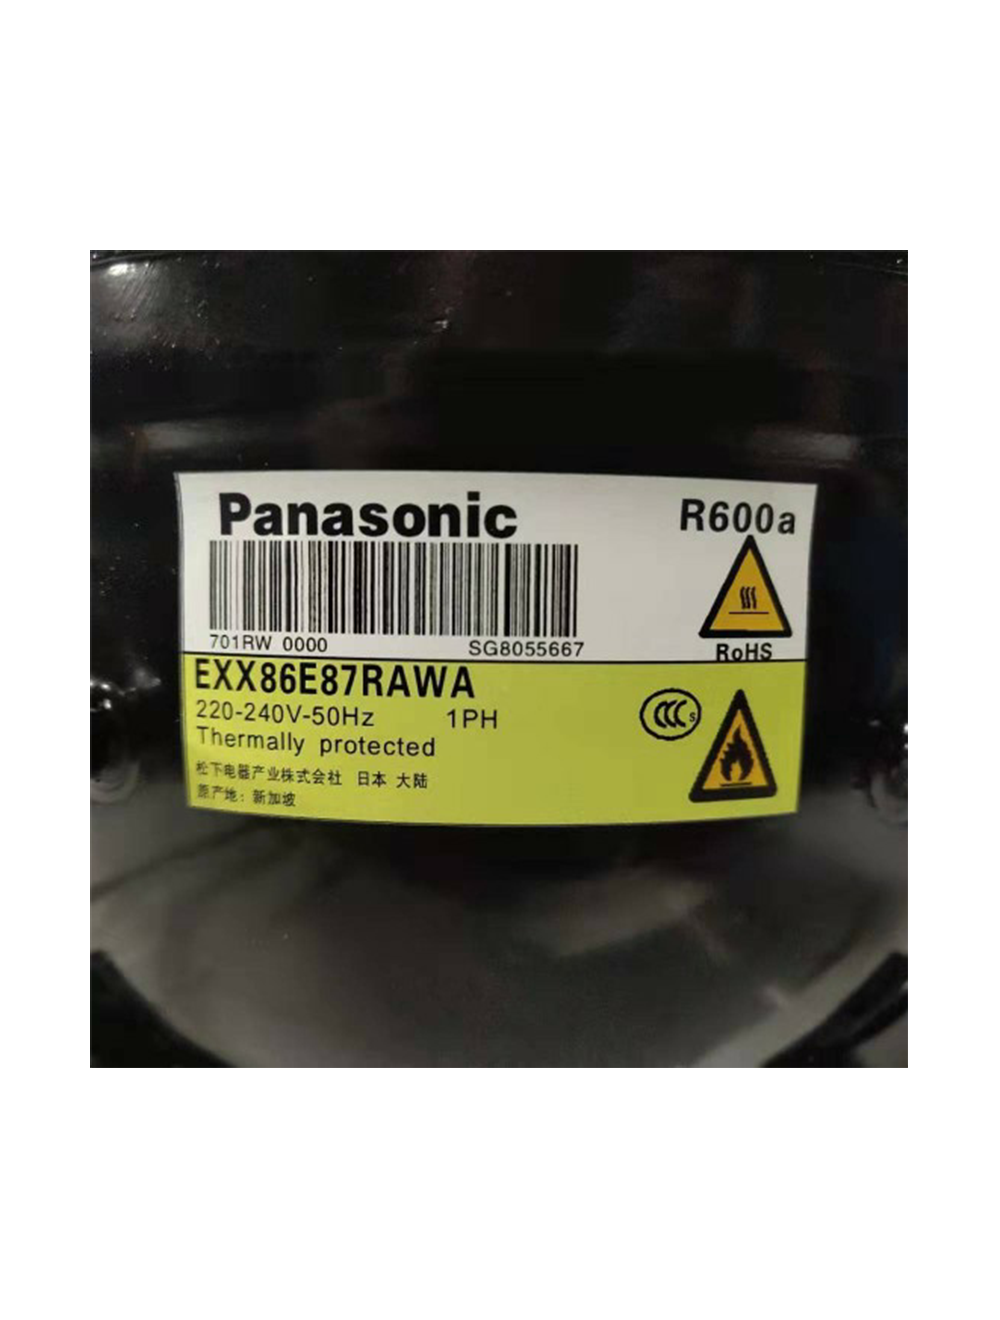 Panasonic
R600a
701RW 0000 SG8055667
RoHS
EXX86E87RAWA
220-240V-50Hz 1PH
CCC S
Thermally protected
松下电器产业株式会社 日本 大陆
原产地：新加坡